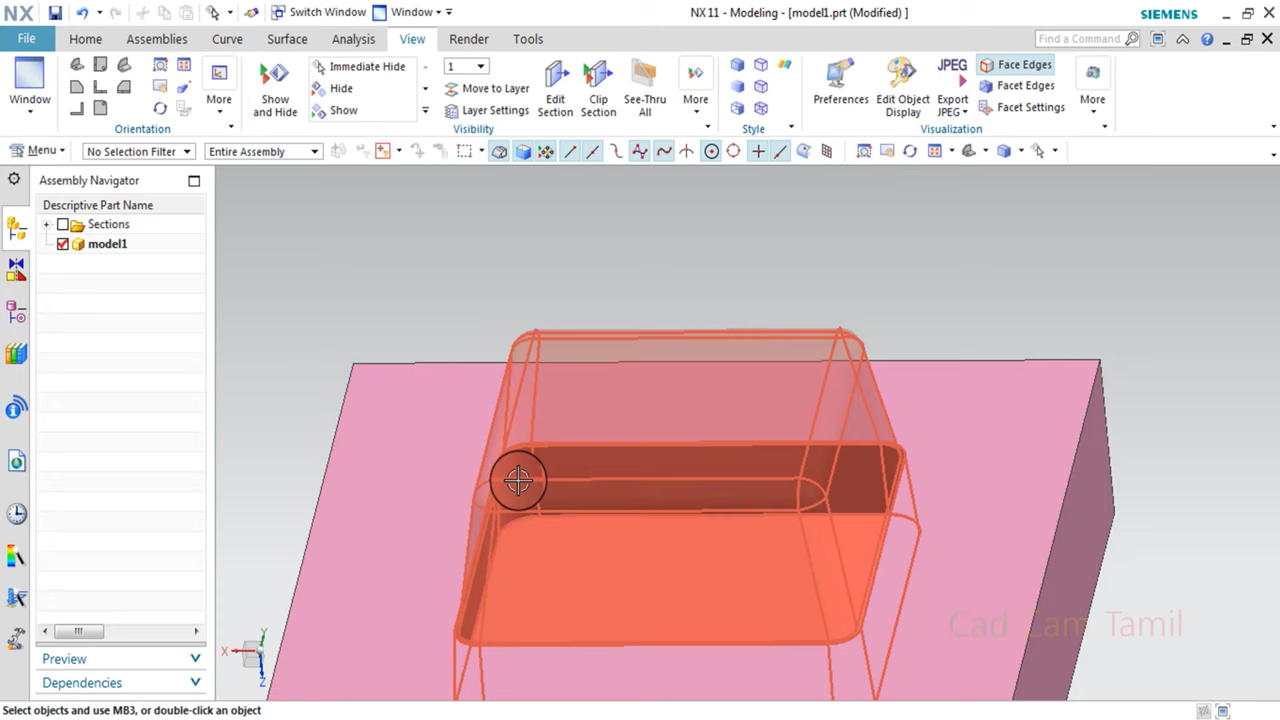 NX
Switch Window
Window
NX 11 - Modeling - [model1.prt (Modified) ]
SIEMENS
File
Home
Assemblies
Curve
Surface
Analysis
View
Render
Tools
Find a Command
Window
More
Orientation
Show and Hide
Immediate Hide
Hide
Show
1
Move to Layer
Layer Settings
Edit Section
Clip Section
See-Thru All
More
Visibility
Style
Preferences
Edit Object Display
JPEG
Export JPEG
Face Edges
Facet Edges
Facet Settings
More
Visualization
Menu
No Selection Filter
Entire Assembly
Assembly Navigator
Descriptive Part Name
Sections
model1
Preview
Dependencies
X
Y
Z
Cad Cam Tamil
Select objects and use MB3, or double-click an object